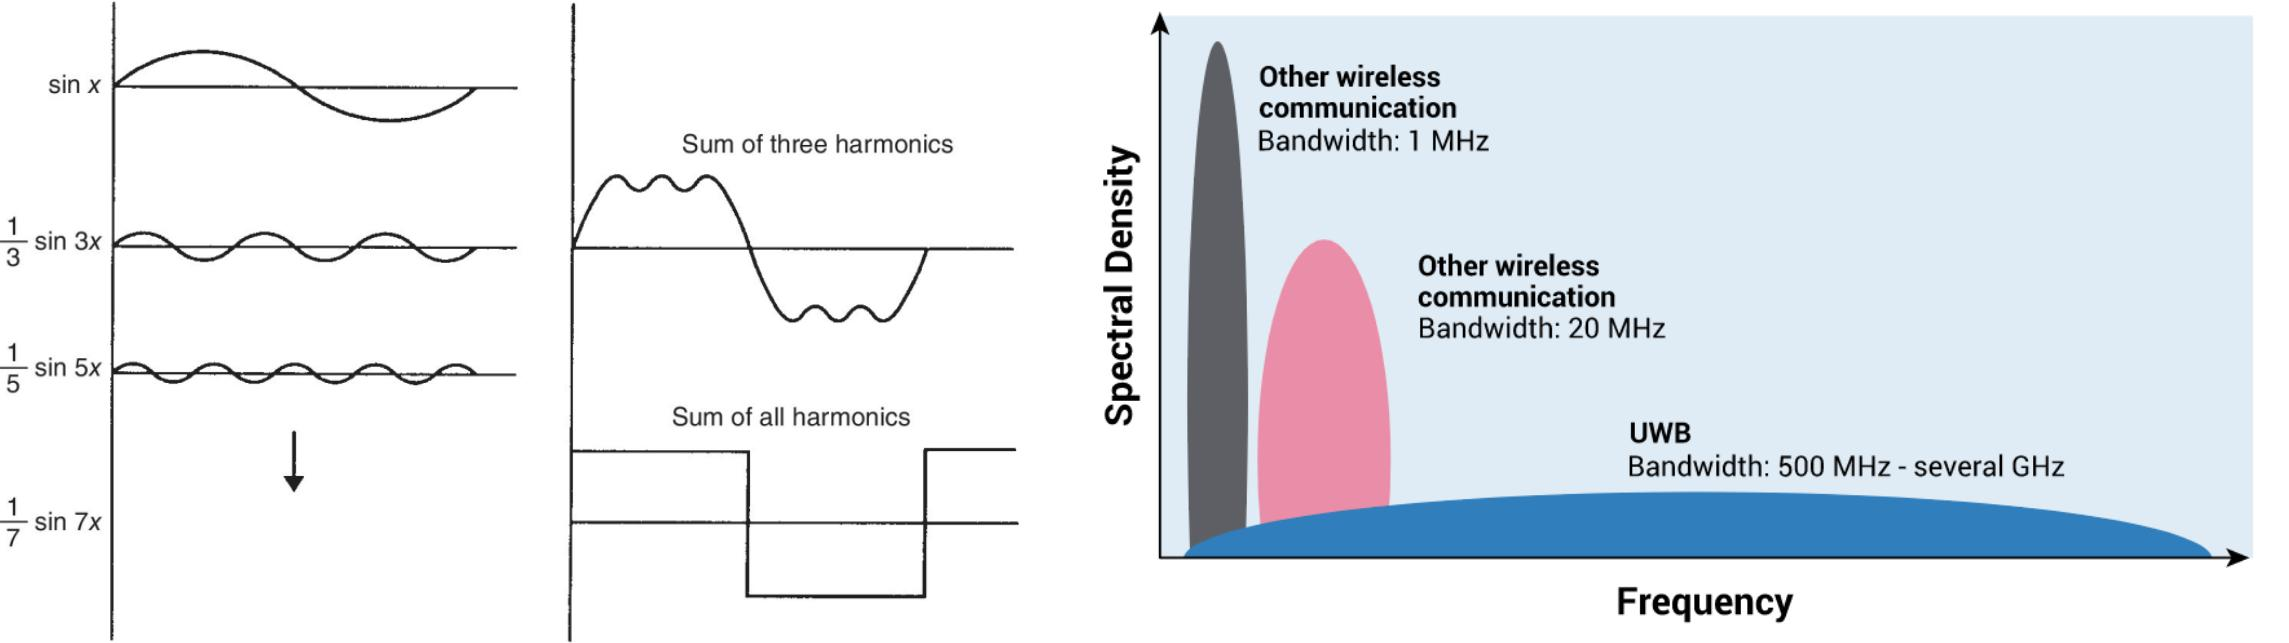 sin x
1/3 sin 3x
1/5 sin 5x
1/7 sin 7x
Sum of three harmonics
Sum of all harmonics
Spectral Density
Other wireless
communication
Bandwidth: 1 MHz
Other wireless
communication
Bandwidth: 20 MHz
UWB
Bandwidth: 500 MHz - several GHz
Frequency